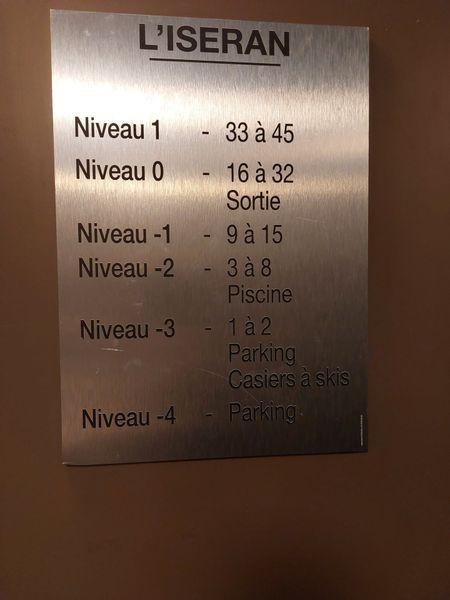 L'ISERAN
Niveau 1 - 33 à 45
Niveau 0 - 16 à 32
Sortie
Niveau -1 - 9 à 15
Niveau -2 - 3 à 8
Piscine
Niveau -3 - 1 à 2
Parking
Casiers à skis
Niveau -4 - Parking